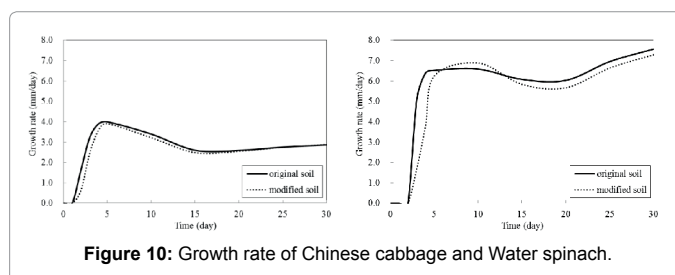 8.0
7.0
6.0
5.0
4.0
3.0
2.0
1.0
0.0
Growth rate (mm/day)
0 5 10 15 20 25 30
Time (day)
original soil
modified soil
8.0
7.0
6.0
5.0
4.0
3.0
2.0
1.0
0.0
Growth rate (mm/day)
0 5 10 15 20 25 30
Time (day)
original soil
modified soil
Figure 10: Growth rate of Chinese cabbage and Water spinach.